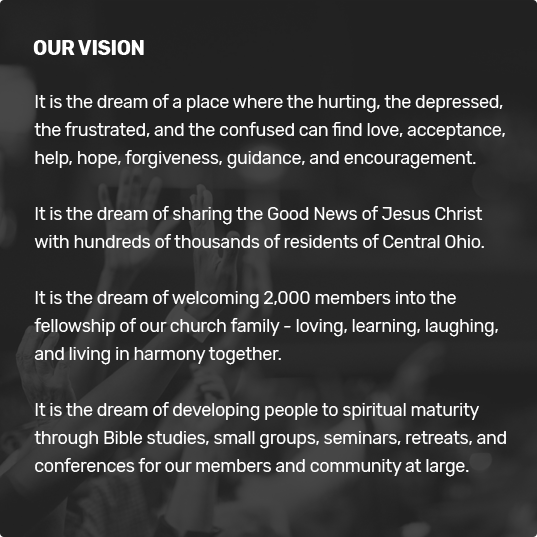 OUR VISION
It is the dream of a place where the hurting, the depressed,
the frustrated, and the confused can find love, acceptance,
help, hope, forgiveness, guidance, and encouragement.
It is the dream of sharing the Good News of Jesus Christ
with hundreds of thousands of residents of Central Ohio.
It is the dream of welcoming 2,000 members into the
fellowship of our church family - loving, learning, laughing,
and living in harmony together.
It is the dream of developing people to spiritual maturity
through Bible studies, small groups, seminars, retreats, and
conferences for our members and community at large.